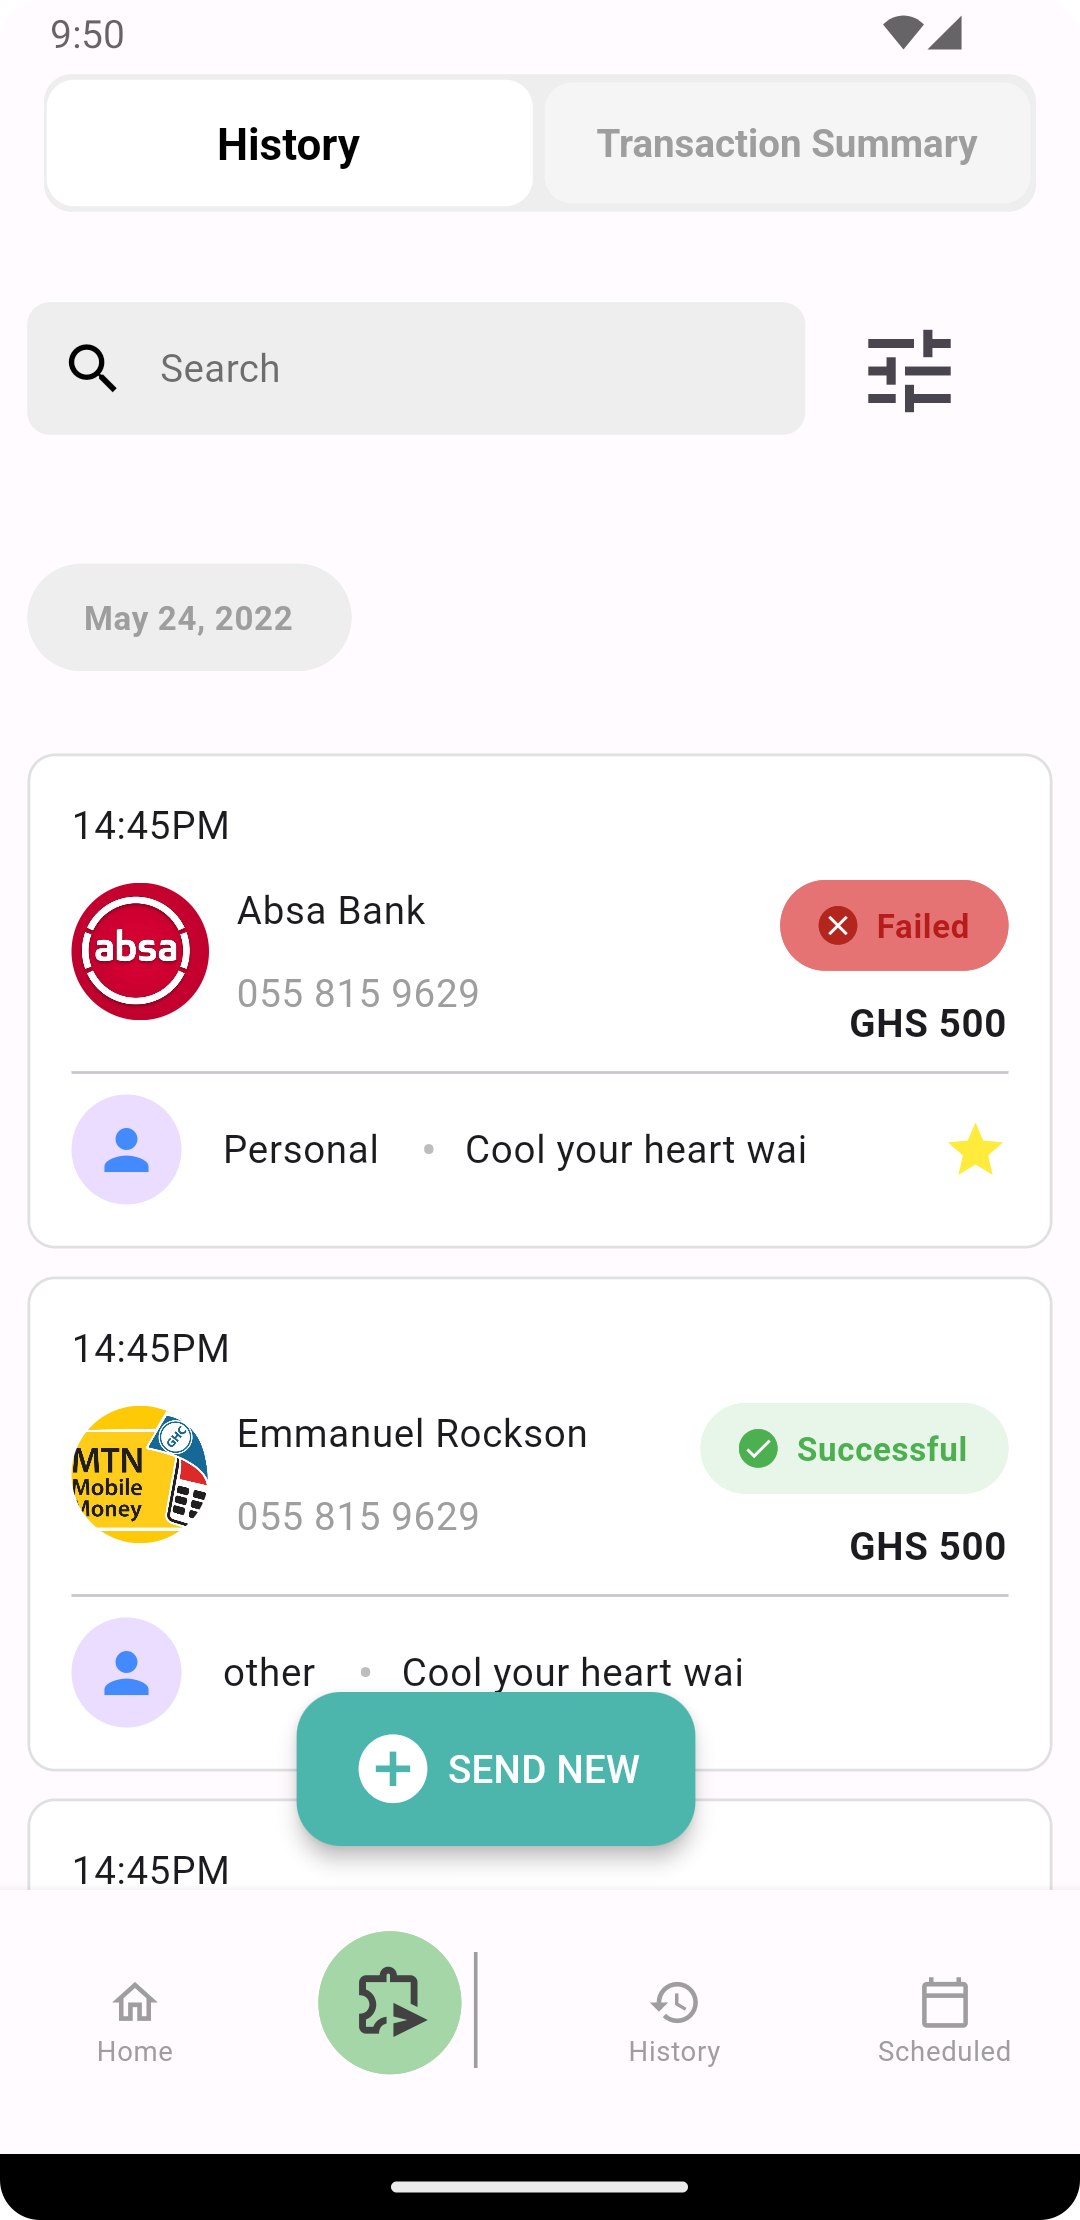 9:50
History
Transaction Summary
Search
May 24, 2022
14:45PM
absa
Absa Bank
Failed
055 815 9629
GHS 500
Personal • Cool your heart wai
14:45PM
MTN
Mobile
Money
GHC
Emmanuel Rockson
Successful
055 815 9629
GHS 500
other • Cool your heart wai
SEND NEW
14:45PM
Home
History
Scheduled